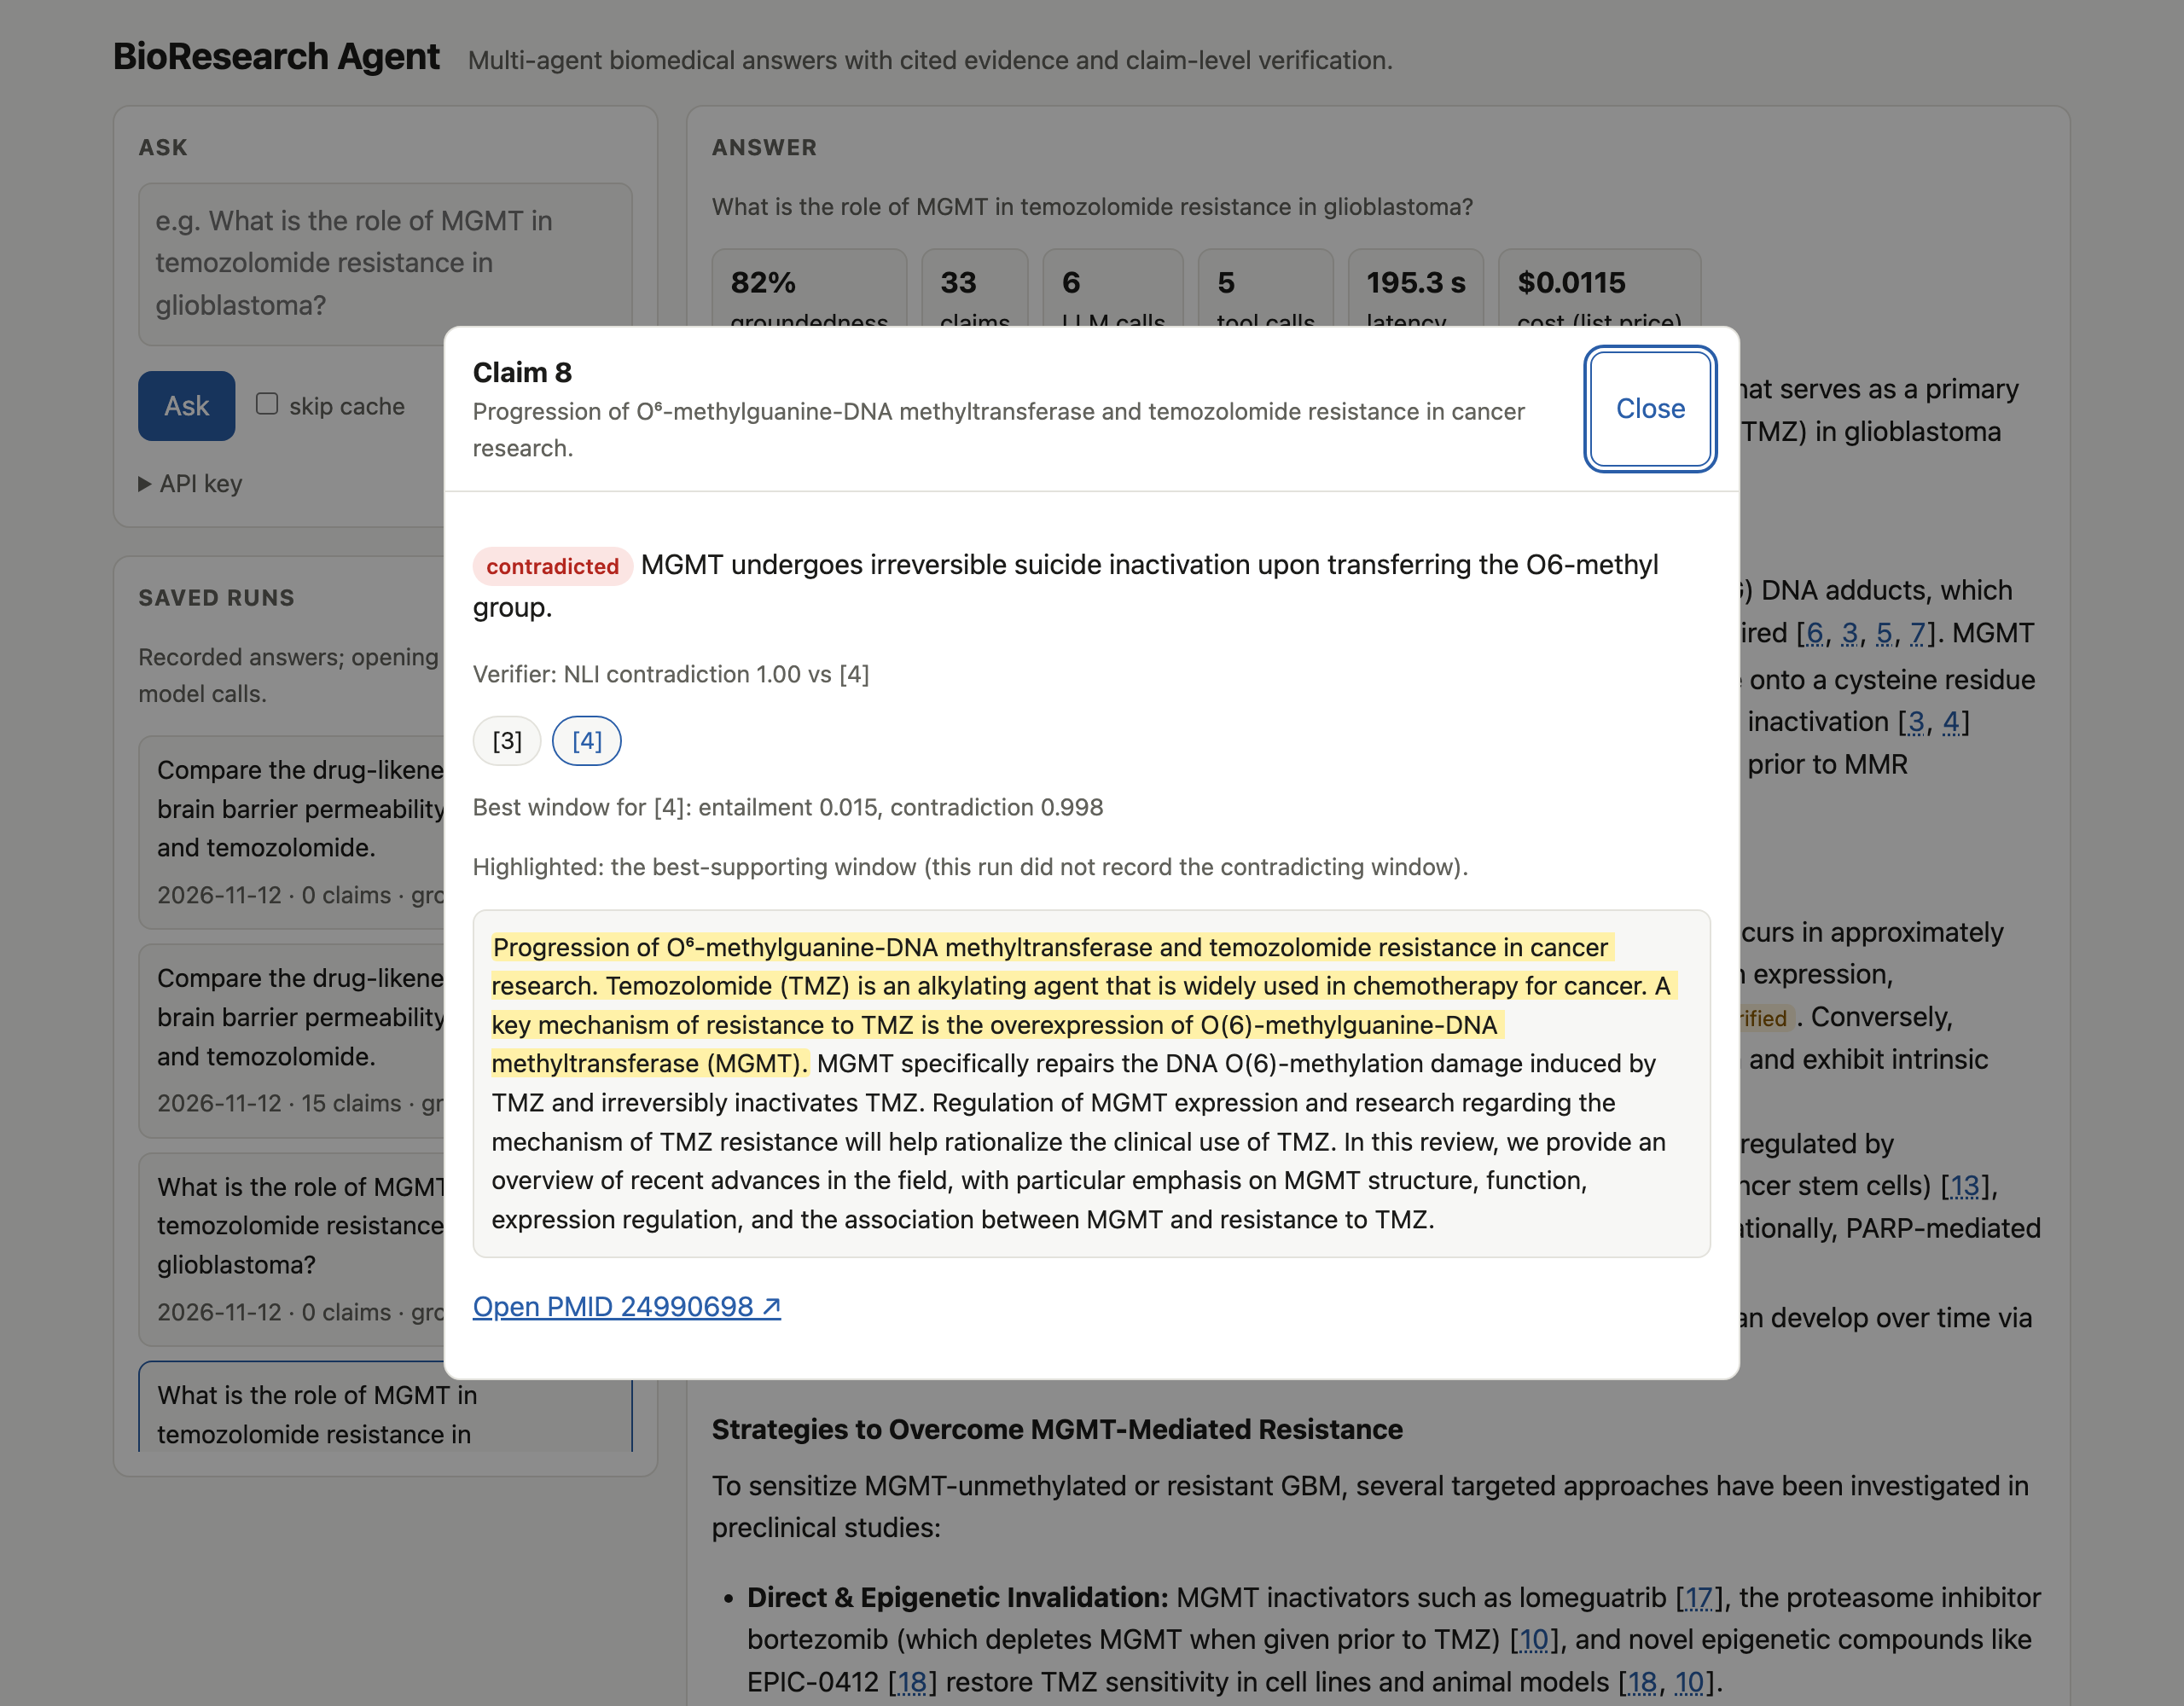 BioResearch Agent Multi-agent biomedical answers with cited evidence and claim-level verification.
ASK
e.g. What is the role of MGMT in
temozolomide resistance in
glioblastoma?
Ask skip cache
▶ API key
SAVED RUNS
Recorded answers; opening
model calls.
Compare the drug-likene
brain barrier permeability
and temozolomide.
2026-11-12 · 0 claims · gro
Compare the drug-likene
brain barrier permeability
and temozolomide.
2026-11-12 · 15 claims · gr
What is the role of MGMT
temozolomide resistance
glioblastoma?
2026-11-12 · 0 claims · gro
What is the role of MGMT in
temozolomide resistance in
ANSWER
What is the role of MGMT in temozolomide resistance in glioblastoma?
82% 33 6 5 195.3 s $0.0115
groundedness claims LLM calls tool calls latency cost (list price)
hat serves as a primary
TMZ) in glioblastoma
) DNA adducts, which
ired [6, 3, 5, 7]. MGMT
onto a cysteine residue
inactivation [3, 4]
prior to MMR
curs in approximately
expression,
rified. Conversely,
and exhibit intrinsic
regulated by
ncer stem cells) [13],
ationally, PARP-mediated
an develop over time via
Claim 8
Progression of O⁶-methylguanine-DNA methyltransferase and temozolomide resistance in cancer
research.
Close
contradicted MGMT undergoes irreversible suicide inactivation upon transferring the O6-methyl
group.
Verifier: NLI contradiction 1.00 vs [4]
[3] [4]
Best window for [4]: entailment 0.015, contradiction 0.998
Highlighted: the best-supporting window (this run did not record the contradicting window).
Progression of O⁶-methylguanine-DNA methyltransferase and temozolomide resistance in cancer
research. Temozolomide (TMZ) is an alkylating agent that is widely used in chemotherapy for cancer. A
key mechanism of resistance to TMZ is the overexpression of O(6)-methylguanine-DNA
methyltransferase (MGMT). MGMT specifically repairs the DNA O(6)-methylation damage induced by
TMZ and irreversibly inactivates TMZ. Regulation of MGMT expression and research regarding the
mechanism of TMZ resistance will help rationalize the clinical use of TMZ. In this review, we provide an
overview of recent advances in the field, with particular emphasis on MGMT structure, function,
expression regulation, and the association between MGMT and resistance to TMZ.
Open PMID 24990698 ↗
Strategies to Overcome MGMT-Mediated Resistance
To sensitize MGMT-unmethylated or resistant GBM, several targeted approaches have been investigated in
preclinical studies:
• Direct & Epigenetic Invalidation: MGMT inactivators such as lomeguatrib [17], the proteasome inhibitor
bortezomib (which depletes MGMT when given prior to TMZ) [10], and novel epigenetic compounds like
EPIC-0412 [18] restore TMZ sensitivity in cell lines and animal models [18, 10].